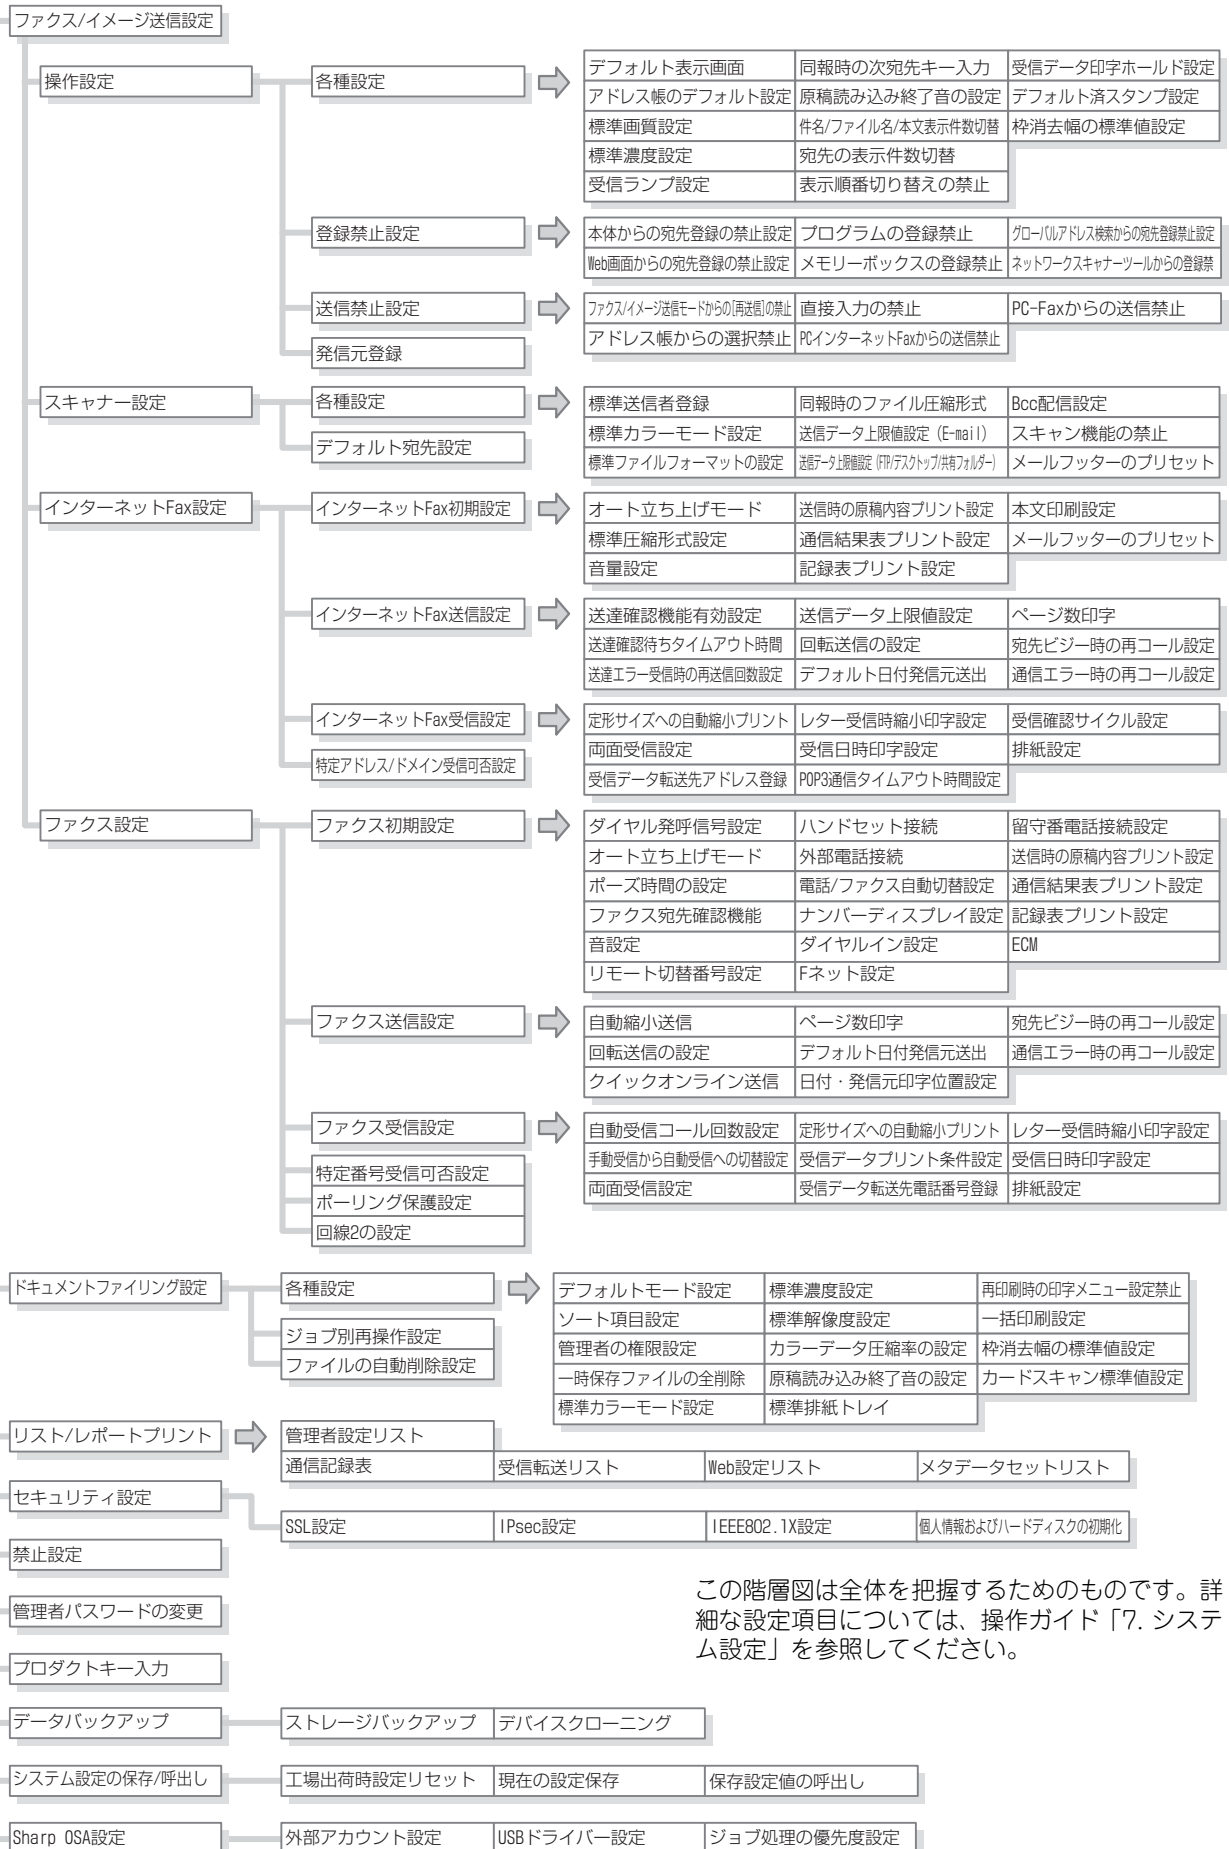 ファクス/イメージ送信設定
操作設定
各種設定
デフォルト表示画面 同報時の次宛先キー入力 受信データ印字ホールド設定
アドレス帳のデフォルト設定 原稿読み込み終了音の設定 デフォルト済スタンプ設定
標準画質設定 件名/ファイル名/本文表示件数切替 枠消去幅の標準値設定
標準濃度設定 宛先の表示件数切替
受信ランプ設定 表示順番切り替えの禁止
登録禁止設定
本体からの宛先登録の禁止設定 プログラムの登録禁止 グローバルアドレス検索からの宛先登録禁止設定
Web画面からの宛先登録の禁止設定 メモリーボックスの登録禁止 ネットワークスキャナーツールからの登録禁
送信禁止設定
ファクス/イメージ送信モードからの[再送信]の禁止 直接入力の禁止 PC-Faxからの送信禁止
アドレス帳からの選択禁止 PCインターネットFaxからの送信禁止
発信元登録
スキャナー設定
各種設定
標準送信者登録 同報時のファイル圧縮形式 Bcc配信設定
標準カラーモード設定 送信データ上限値設定 (E-mail) スキャン機能の禁止
標準ファイルフォーマットの設定 送信データ上限値設定 (FTP/デスクトップ/共有フォルダー) メールフッターのプリセット
デフォルト宛先設定
インターネットFax設定
インターネットFax初期設定
オート立ち上げモード 送信時の原稿内容プリント設定 本文印刷設定
標準圧縮形式設定 通信結果表プリント設定 メールフッターのプリセット
音量設定 記録表プリント設定
インターネットFax送信設定
送達確認機能有効設定 送信データ上限値設定 ページ数印字
送達確認待ちタイムアウト時間 回転送信の設定 宛先ビジー時の再コール設定
送達エラー受信時の再送信回数設定 デフォルト日付発信元送出 通信エラー時の再コール設定
インターネットFax受信設定
定形サイズへの自動縮小プリント レター受信時縮小印字設定 受信確認サイクル設定
両面受信設定 受信日時印字設定 排紙設定
受信データ転送先アドレス登録 POP3通信タイムアウト時間設定
特定アドレス/ドメイン受信可否設定
ファクス設定
ファクス初期設定
ダイヤル発呼信号設定 ハンドセット接続 留守番電話接続設定
オート立ち上げモード 外部電話接続 送信時の原稿内容プリント設定
ポーズ時間の設定 電話/ファクス自動切替設定 通信結果表プリント設定
ファクス宛先確認機能 ナンバーディスプレイ設定 記録表プリント設定
音設定 ダイヤルイン設定 ECM
リモート切替番号設定 Fネット設定
ファクス送信設定
自動縮小送信 ページ数印字 宛先ビジー時の再コール設定
回転送信の設定 デフォルト日付発信元送出 通信エラー時の再コール設定
クイックオンライン送信 日付・発信元印字位置設定
ファクス受信設定
自動受信コール回数設定 定形サイズへの自動縮小プリント レター受信時縮小印字設定
手動受信から自動受信への切替設定 受信データプリント条件設定 受信日時印字設定
両面受信設定 受信データ転送先電話番号登録 排紙設定
特定番号受信可否設定
ポーリング保護設定
回線2の設定
ドキュメントファイリング設定
各種設定
デフォルトモード設定 標準濃度設定 再印刷時の印字メニュー設定禁止
ソート項目設定 標準解像度設定 一括印刷設定
管理者の権限設定 カラーデータ圧縮率の設定 枠消去幅の標準値設定
一時保存ファイルの全削除 原稿読み込み終了音の設定 カードスキャン標準値設定
標準カラーモード設定 標準排紙トレイ
ジョブ別再操作設定
ファイルの自動削除設定
リスト/レポートプリント
管理者設定リスト
通信記録表 受信転送リスト Web設定リスト メタデータセットリスト
セキュリティ設定
SSL設定 IPsec設定 IEEE802.1X設定 個人情報およびハードディスクの初期化
禁止設定
この階層図は全体を把握するためのものです。詳
細な設定項目については、操作ガイド「7. システ
ム設定」を参照してください。
管理者パスワードの変更
プロダクトキー入力
データバックアップ
ストレージバックアップ デバイスクローニング
システム設定の保存/呼出し
工場出荷時設定リセット 現在の設定保存 保存設定値の呼出し
Sharp OSA設定
外部アカウント設定 USBドライバー設定 ジョブ処理の優先度設定